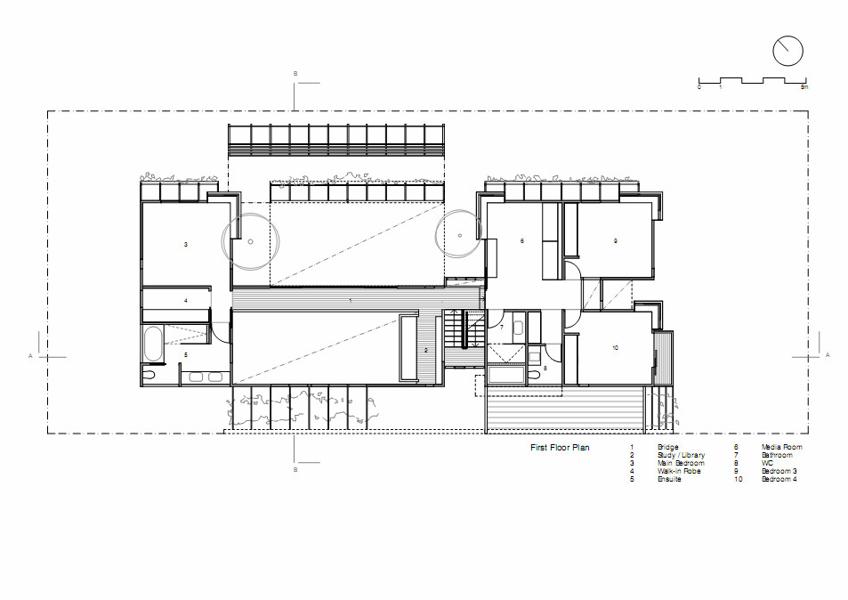 B
0 1 5m
3
6
9
4
1
A
A
7
2
5
10
8
First Floor Plan
1 Bridge
2 Study / Library
3 Main Bedroom
4 Walk-in Robe
5 Ensuite
6 Media Room
7 Bathroom
8 WC
9 Bedroom 3
10 Bedroom 4
B